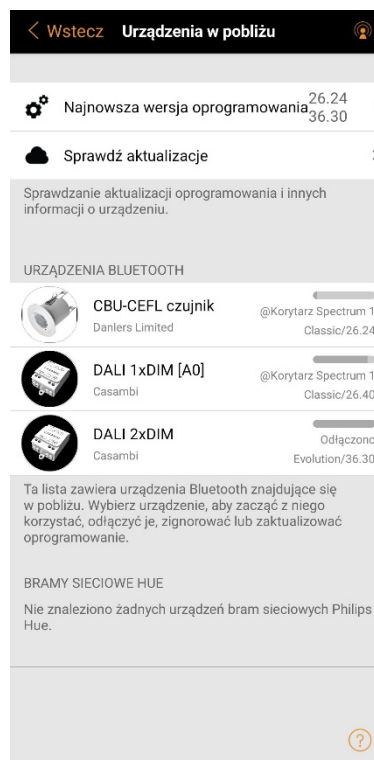 Wstecz Urządzenia w pobliżu
Najnowsza wersja oprogramowania 26.24
36.30
Sprawdź aktualizacje
Sprawdzanie aktualizacji oprogramowania i innych
informacji o urządzeniu.
URZĄDZENIA BLUETOOTH
CBU-CEFL czujnik
@Korytarz Spectrum 1
Danlers Limited
Classic/26.24
DALI 1xDIM [A0]
@Korytarz Spectrum 1
Casambi
Classic/26.40
DALI 2xDIM
Odłączono
Casambi
Evolution/36.30
Ta lista zawiera urządzenia Bluetooth znajdujące się
w pobliżu. Wybierz urządzenie, aby zacząć z niego
korzystać, odłączyć je, zignorować lub zaktualizować
oprogramowanie.
BRAMY SIECIOWE HUE
Nie znaleziono żadnych urządzeń bram sieciowych Philips
Hue.
?